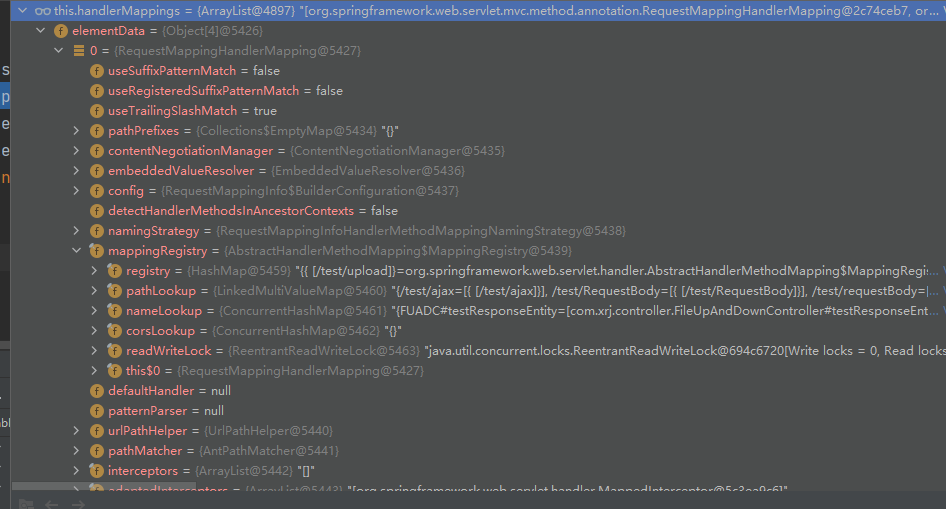 this.handlerMappings = {ArrayList@4897} "[org.springframework.web.servlet.mvc.method.annotation.RequestMappingHandlerMapping@2c74ceb7, or...
elementData = {Object[4]@5426}
0 = {RequestMappingHandlerMapping@5427}
useSuffixPatternMatch = false
useRegisteredSuffixPatternMatch = false
useTrailingSlashMatch = true
pathPrefixes = {Collections$EmptyMap@5434} "{}"
contentNegotiationManager = {ContentNegotiationManager@5435}
embeddedValueResolver = {EmbeddedValueResolver@5436}
config = {RequestMappingInfo$BuilderConfiguration@5437}
detectHandlerMethodsInAncestorContexts = false
namingStrategy = {RequestMappingInfoHandlerMethodMappingNamingStrategy@5438}
mappingRegistry = {AbstractHandlerMethodMapping$MappingRegistry@5439}
registry = {HashMap@5459} "{{ [/test/upload]}=org.springframework.web.servlet.handler.AbstractHandlerMethodMapping$MappingRegi...
pathLookup = {LinkedMultiValueMap@5460} "{/test/ajax=[{ [/test/ajax]}], /test/RequestBody=[{ [/test/RequestBody]}], /test/requestBody=[...
nameLookup = {ConcurrentHashMap@5461} "{FUADC#testResponseEntity=[com.xrj.controller.FileUpAndDownController#testResponseEnt...
corsLookup = {ConcurrentHashMap@5462} "{}"
readWriteLock = {ReentrantReadWriteLock@5463} "java.util.concurrent.locks.ReentrantReadWriteLock@694c6720[Write locks = 0, Read locks
this$0 = {RequestMappingHandlerMapping@5427}
defaultHandler = null
patternParser = null
urlPathHelper = {UrlPathHelper@5440}
pathMatcher = {AntPathMatcher@5441}
interceptors = {ArrayList@5442} "[]"
adaptedInterceptors = {ArrayList@5443} "[org.springframework.web.servlet.handler.MappedInterceptor@5c3ea9c6]"